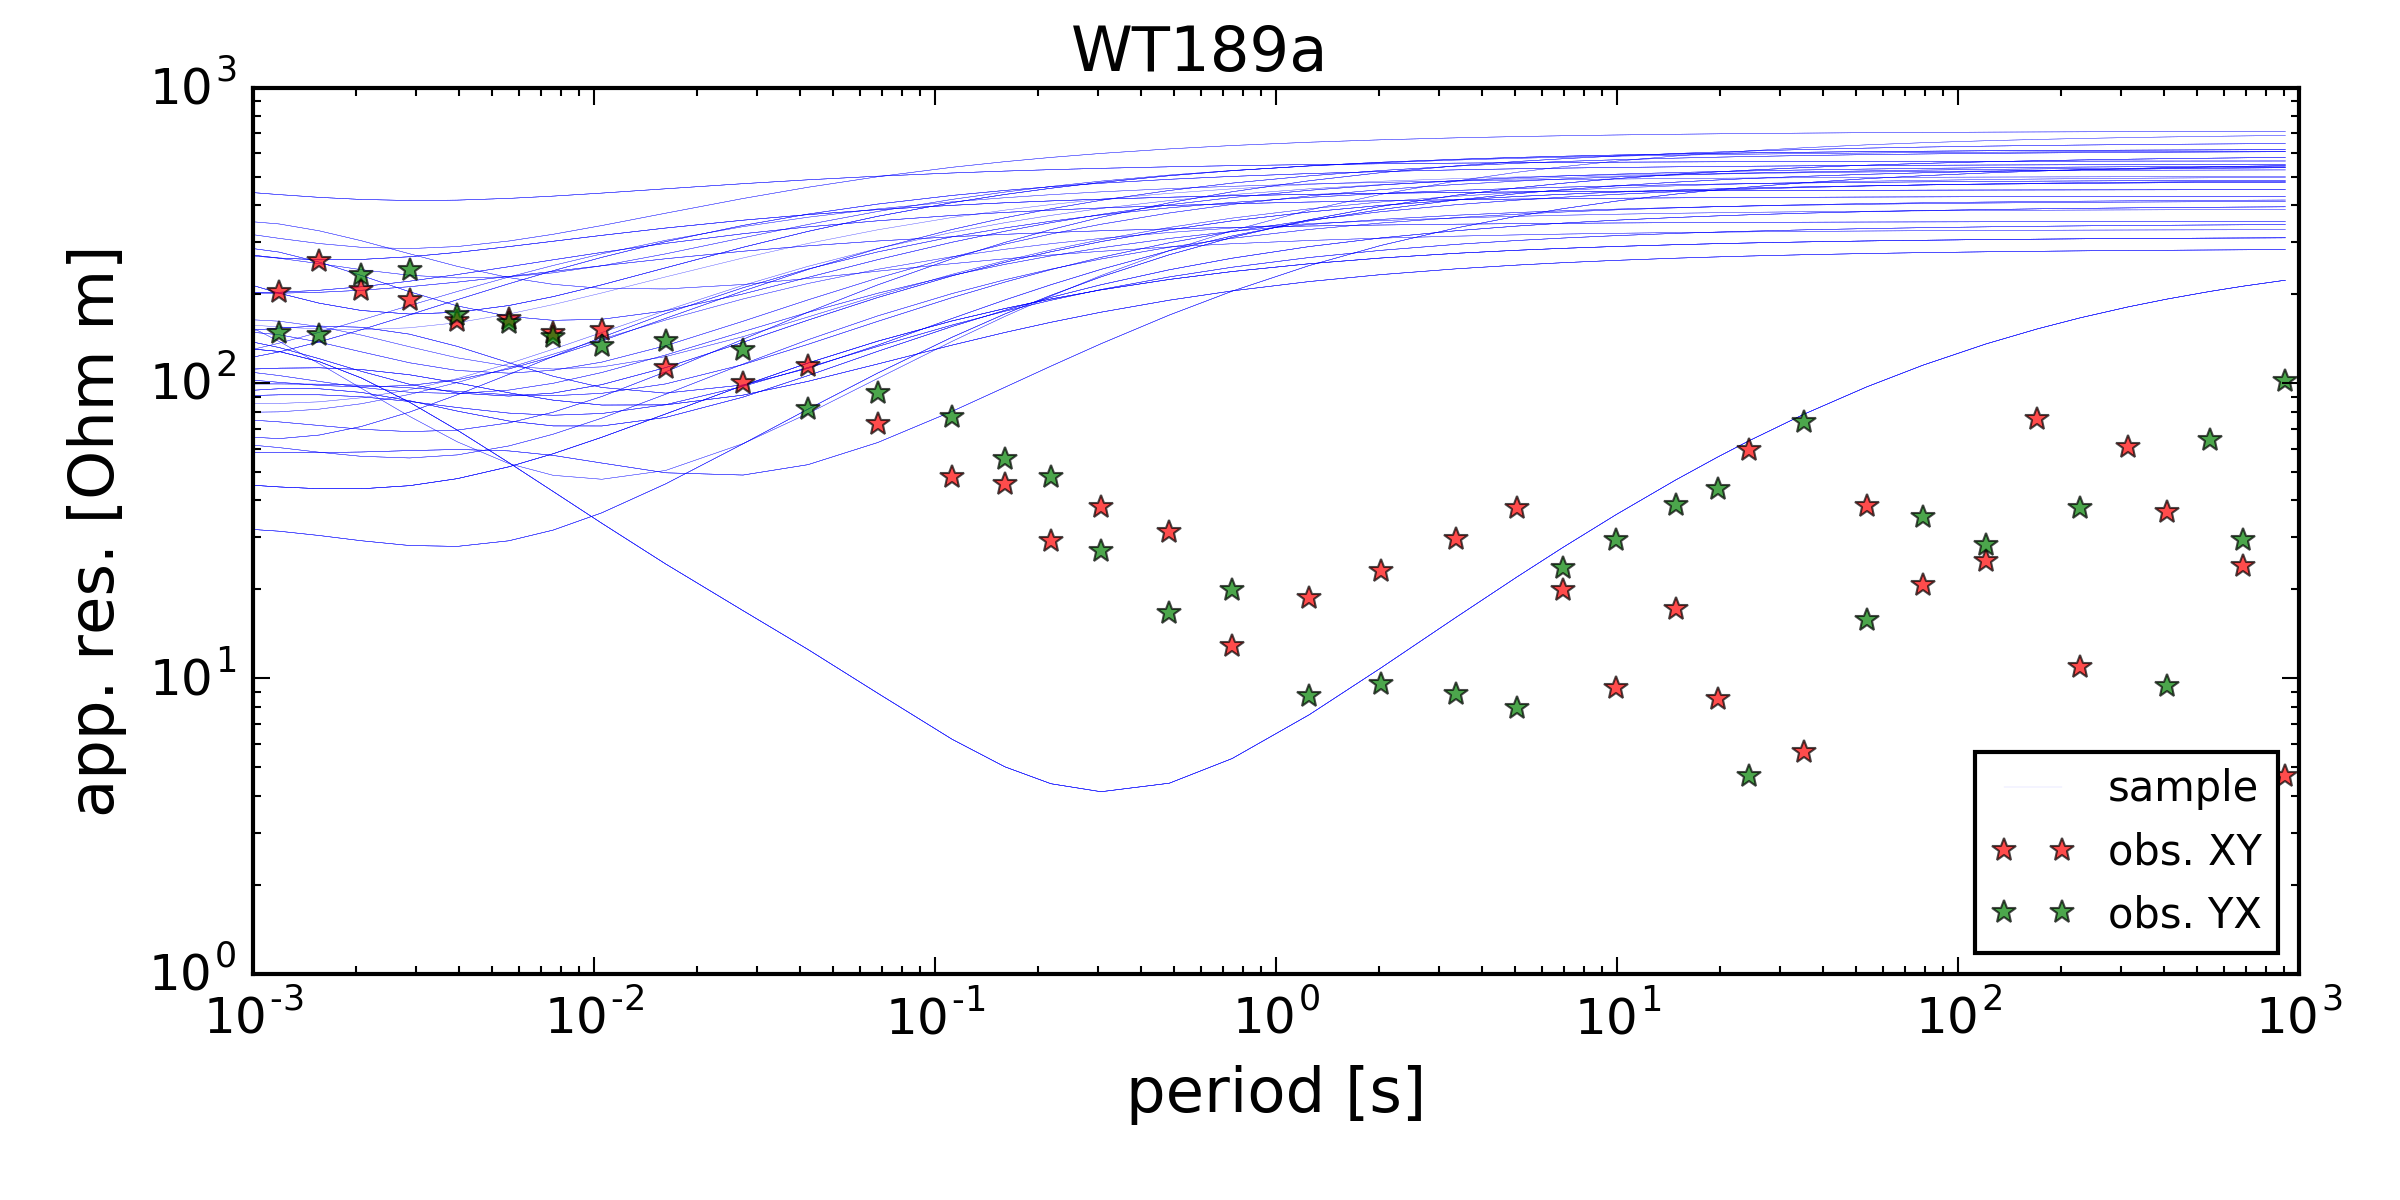 WT189a
app. res. [Ohm m]
10^3
10^2
10^1
10^0
sample
obs. XY
obs. YX
10^-3 10^-2 10^-1 10^0 10^1 10^2 10^3
period [s]